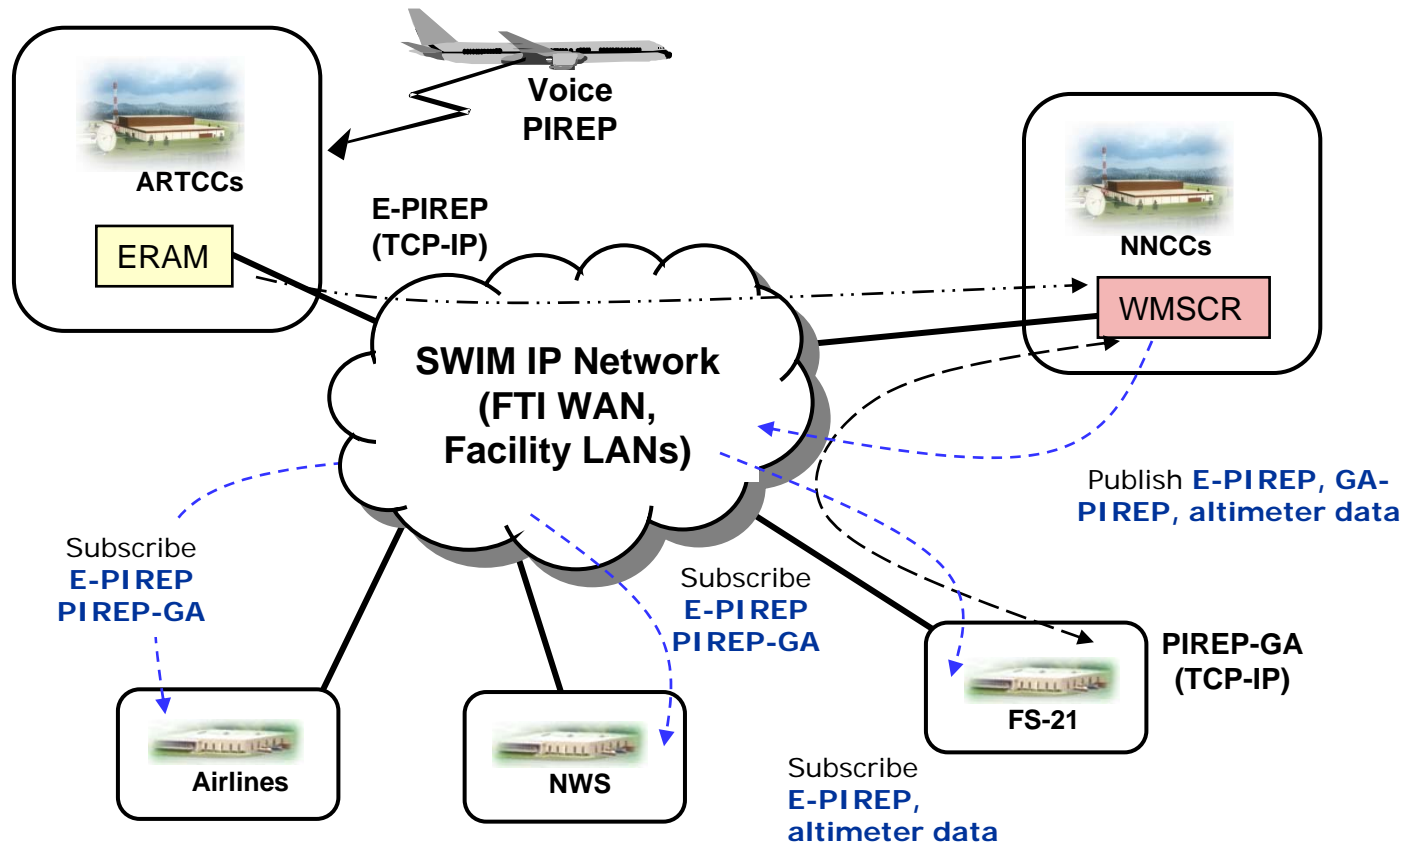 Voice
PIREP
ARTCCs
ERAM
E-PIREP
(TCP-IP)
NNCCs
WMSCR
SWIM IP Network
(FTI WAN,
Facility LANs)
Publish E-PIREP, GA-
PIREP, altimeter data
Subscribe
E-PIREP
PIREP-GA
Subscribe
E-PIREP
PIREP-GA
PIREP-GA
(TCP-IP)
FS-21
Airlines
NWS
Subscribe
E-PIREP,
altimeter data